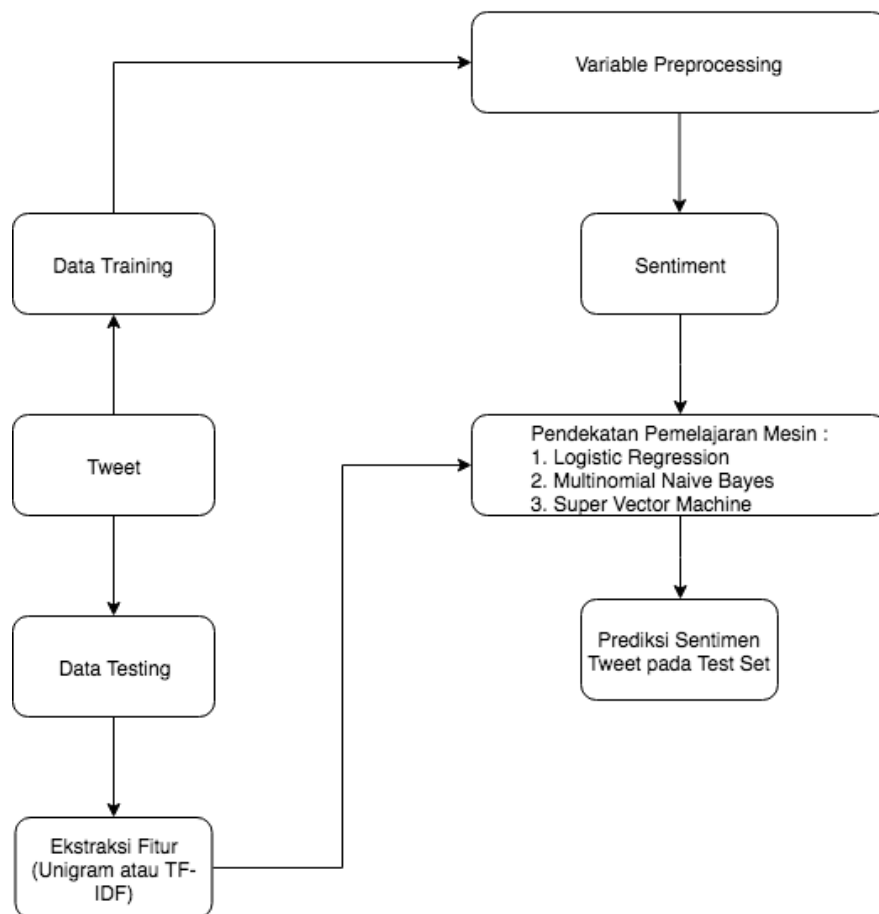 Variable Preprocessing
Data Training
Sentiment
Tweet
Pendekatan Pemelajaran Mesin :
1. Logistic Regression
2. Multinomial Naive Bayes
3. Super Vector Machine
Data Testing
Prediksi Sentimen
Tweet pada Test Set
Ekstraksi Fitur
(Unigram atau TF-
IDF)